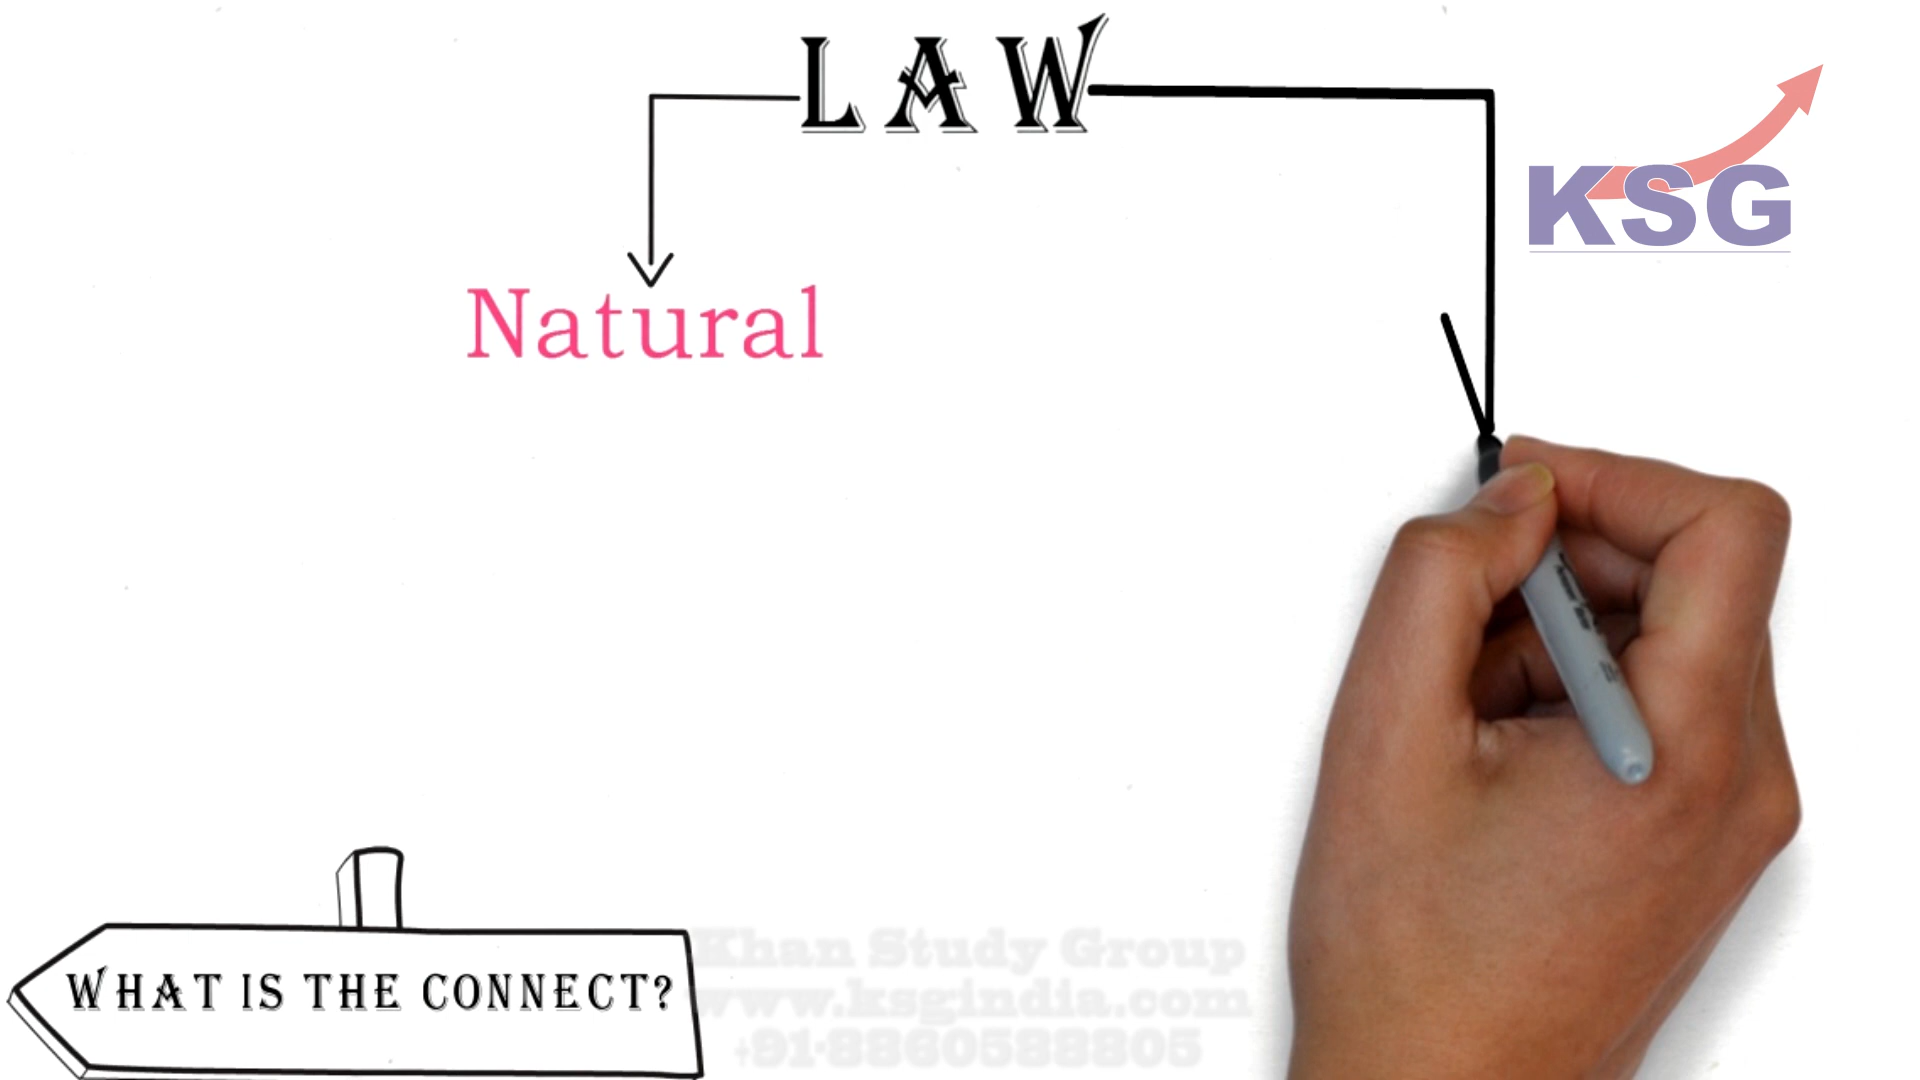 LAW
KSG
Natural
WHAT IS THE CONNECT?
Khan Study Group
www.ksgindia.com
+91-8860588805